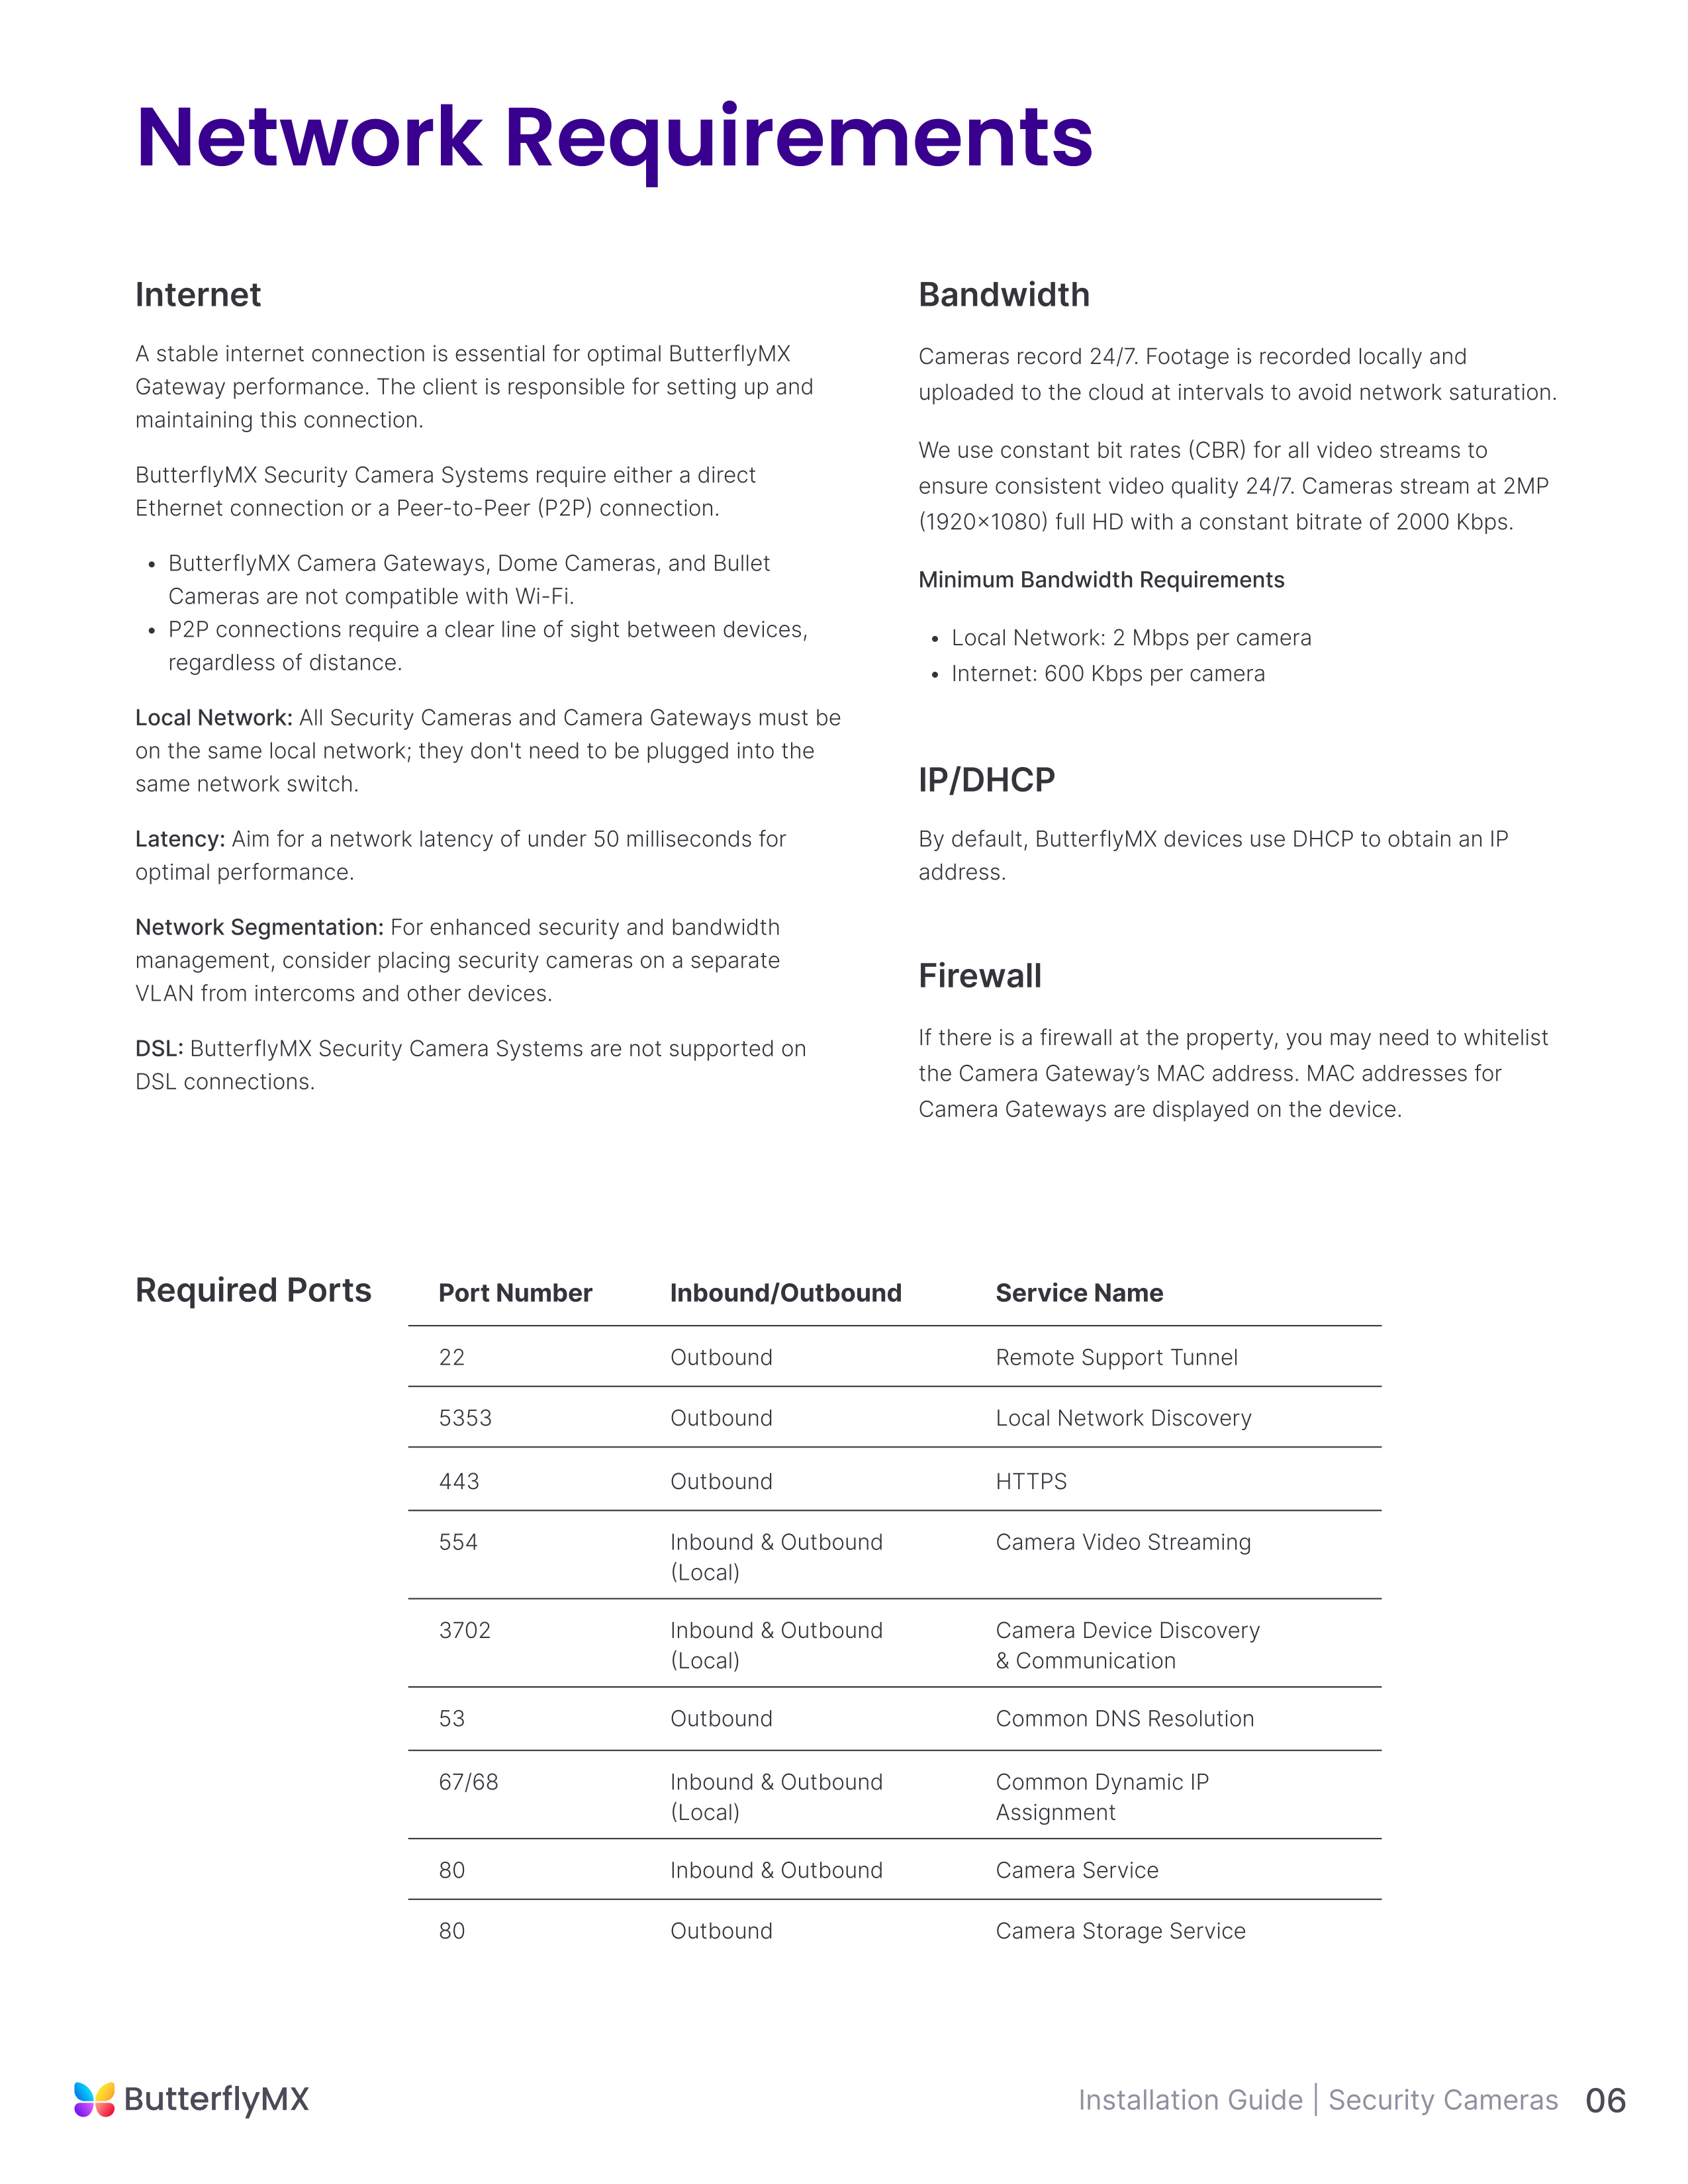 Network Requirements
Internet
A stable internet connection is essential for optimal ButterflyMX
Gateway performance. The client is responsible for setting up and
maintaining this connection.
ButterflyMX Security Camera Systems require either a direct
Ethernet connection or a Peer-to-Peer (P2P) connection.
• ButterflyMX Camera Gateways, Dome Cameras, and Bullet
Cameras are not compatible with Wi-Fi.
• P2P connections require a clear line of sight between devices,
regardless of distance.
Local Network: All Security Cameras and Camera Gateways must be
on the same local network; they don't need to be plugged into the
same network switch.
Latency: Aim for a network latency of under 50 milliseconds for
optimal performance.
Network Segmentation: For enhanced security and bandwidth
management, consider placing security cameras on a separate
VLAN from intercoms and other devices.
DSL: ButterflyMX Security Camera Systems are not supported on
DSL connections.
Bandwidth
Cameras record 24/7. Footage is recorded locally and
uploaded to the cloud at intervals to avoid network saturation.
We use constant bit rates (CBR) for all video streams to
ensure consistent video quality 24/7. Cameras stream at 2MP
(1920×1080) full HD with a constant bitrate of 2000 Kbps.
Minimum Bandwidth Requirements
• Local Network: 2 Mbps per camera
• Internet: 600 Kbps per camera
IP/DHCP
By default, ButterflyMX devices use DHCP to obtain an IP
address.
Firewall
If there is a firewall at the property, you may need to whitelist
the Camera Gateway’s MAC address. MAC addresses for
Camera Gateways are displayed on the device.
Required Ports
Port Number Inbound/Outbound Service Name
22 Outbound Remote Support Tunnel
5353 Outbound Local Network Discovery
443 Outbound HTTPS
554 Inbound & Outbound Camera Video Streaming
(Local)
3702 Inbound & Outbound Camera Device Discovery
(Local) & Communication
53 Outbound Common DNS Resolution
67/68 Inbound & Outbound Common Dynamic IP
(Local) Assignment
80 Inbound & Outbound Camera Service
80 Outbound Camera Storage Service
ButterflyMX
Installation Guide | Security Cameras 06